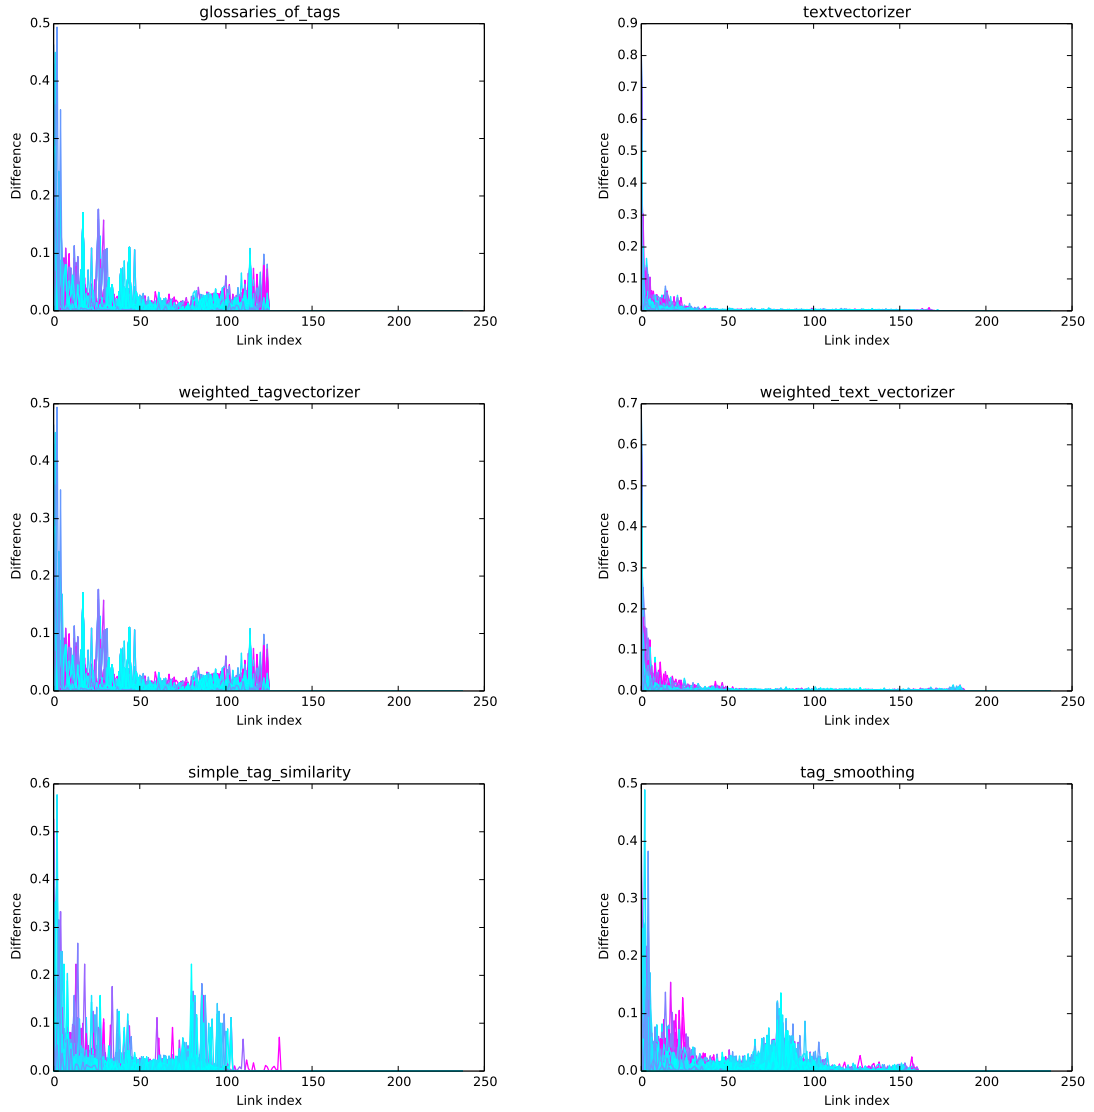 glossaries_of_tags
0.5
0.4
0.3
0.2
0.1
0.0
Difference
0 50 100 150 200 250
Link index
textvectorizer
0.9
0.8
0.7
0.6
0.5
0.4
0.3
0.2
0.1
0.0
Difference
0 50 100 150 200 250
Link index
weighted_tagvectorizer
0.5
0.4
0.3
0.2
0.1
0.0
Difference
0 50 100 150 200 250
Link index
weighted_text_vectorizer
0.7
0.6
0.5
0.4
0.3
0.2
0.1
0.0
Difference
0 50 100 150 200 250
Link index
simple_tag_similarity
0.6
0.5
0.4
0.3
0.2
0.1
0.0
Difference
0 50 100 150 200 250
Link index
tag_smoothing
0.5
0.4
0.3
0.2
0.1
0.0
Difference
0 50 100 150 200 250
Link index